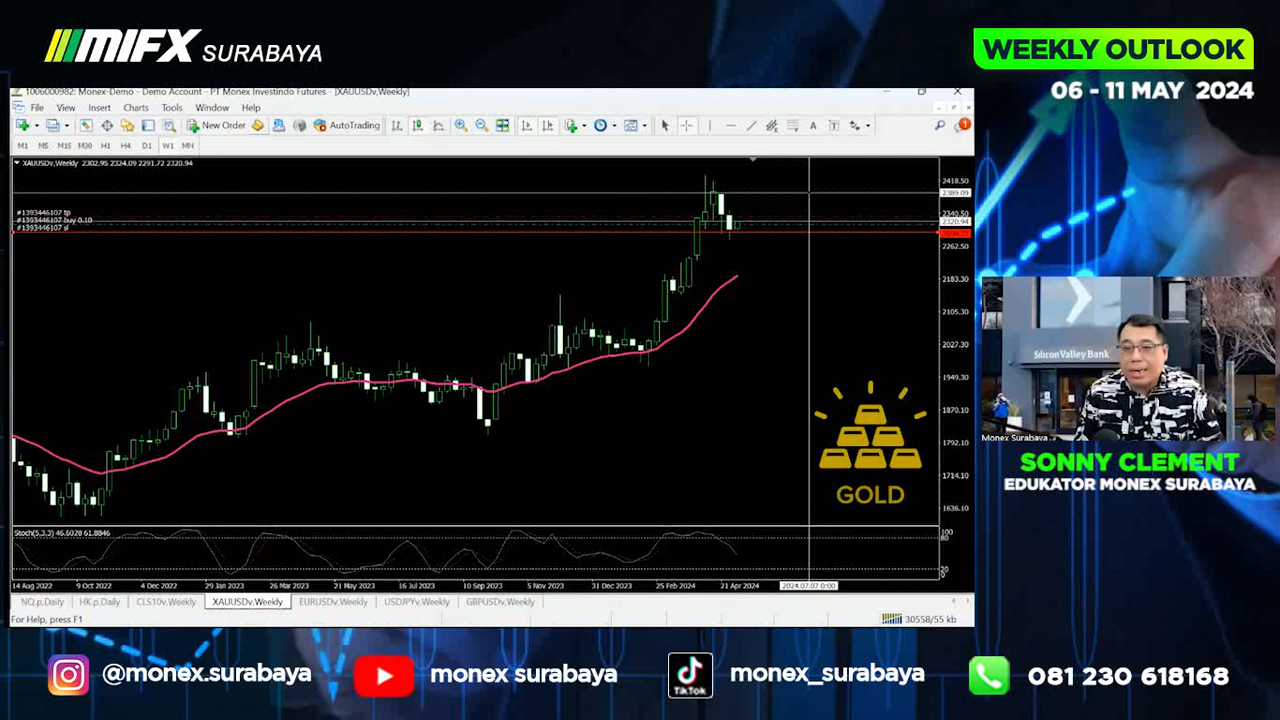 MIFX SURABAYA
WEEKLY OUTLOOK
06 - 11 MAY 2024
1006000982: Monex-Demo - Demo Account - PT Monex Investindo Futures - [XAUUSDv,Weekly]
File View Insert Charts Tools Window Help
New Order AutoTrading
M1 M5 M15 M30 H1 H4 D1 W1 MN
XAUUSDv,Weekly 2302.95 2324.09 2291.72 2320.94
2418.50
2389.09
#1393446107 tp
2340.50
#1393446107 buy 0.10
2320.94
#1393446107 sl
2262.50
2183.30
2105.30
2027.30
1949.30
1870.10
1792.10
1714.10
1636.10
GOLD
Stoch(5,3,3) 46.6028 61.8846
100
80
20
0
14 Aug 2022 9 Oct 2022 4 Dec 2022 29 Jan 2023 26 Mar 2023 21 May 2023 16 Jul 2023 10 Sep 2023 5 Nov 2023 31 Dec 2023 25 Feb 2024 21 Apr 2024 2024.07.07 0:00
NQ.p,Daily HK.p,Daily CLS10v,Weekly XAUUSDv,Weekly EURUSDv,Weekly USDJPYv,Weekly GBPUSDv,Weekly
For Help, press F1
30558/55 kb
Silicon Valley Bank
Monex Surabaya
SONNY CLEMENT
EDUKATOR MONEX SURABAYA
@monex.surabaya
monex surabaya
TikTok
monex_surabaya
081 230 618168